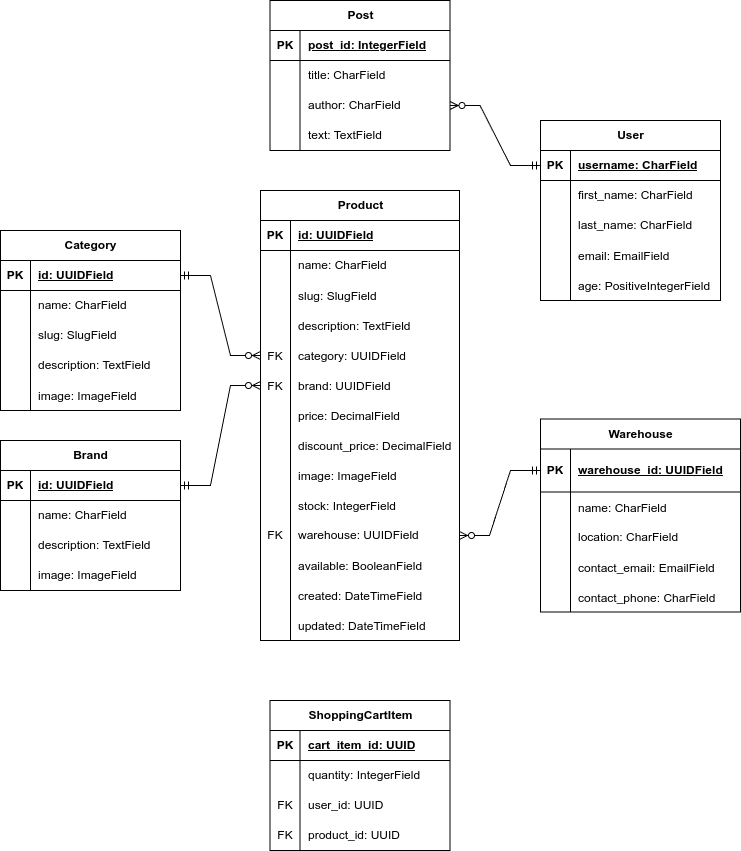 Post
PK post_id: IntegerField
title: CharField
author: CharField
text: TextField
User
PK username: CharField
first_name: CharField
last_name: CharField
email: EmailField
age: PositiveIntegerField
Product
PK id: UUIDField
name: CharField
slug: SlugField
description: TextField
FK category: UUIDField
FK brand: UUIDField
price: DecimalField
discount_price: DecimalField
image: ImageField
stock: IntegerField
FK warehouse: UUIDField
available: BooleanField
created: DateTimeField
updated: DateTimeField
Category
PK id: UUIDField
name: CharField
slug: SlugField
description: TextField
image: ImageField
Brand
PK id: UUIDField
name: CharField
description: TextField
image: ImageField
Warehouse
PK warehouse_id: UUIDField
name: CharField
location: CharField
contact_email: EmailField
contact_phone: CharField
ShoppingCartItem
PK cart_item_id: UUID
quantity: IntegerField
FK user_id: UUID
FK product_id: UUID